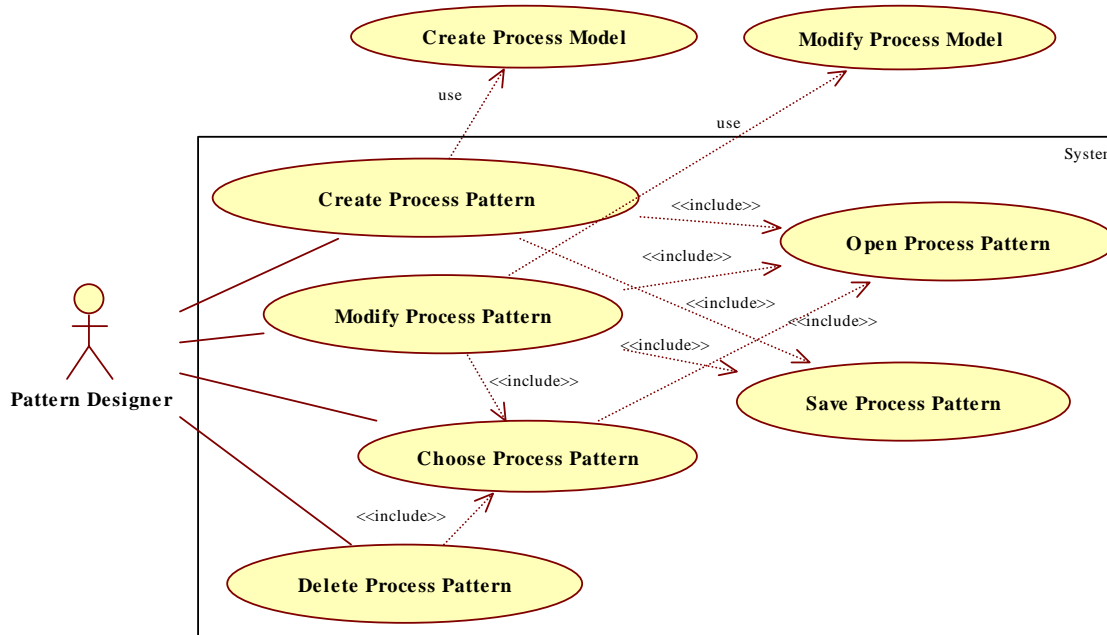 Create Process Model
Modify Process Model
use
use
System
Create Process Pattern
<<include>>
Open Process Pattern
<<include>>
Modify Process Pattern
<<include>>
<<include>>
<<include>>
<<include>>
Pattern Designer
Save Process Pattern
Choose Process Pattern
<<include>>
Delete Process Pattern